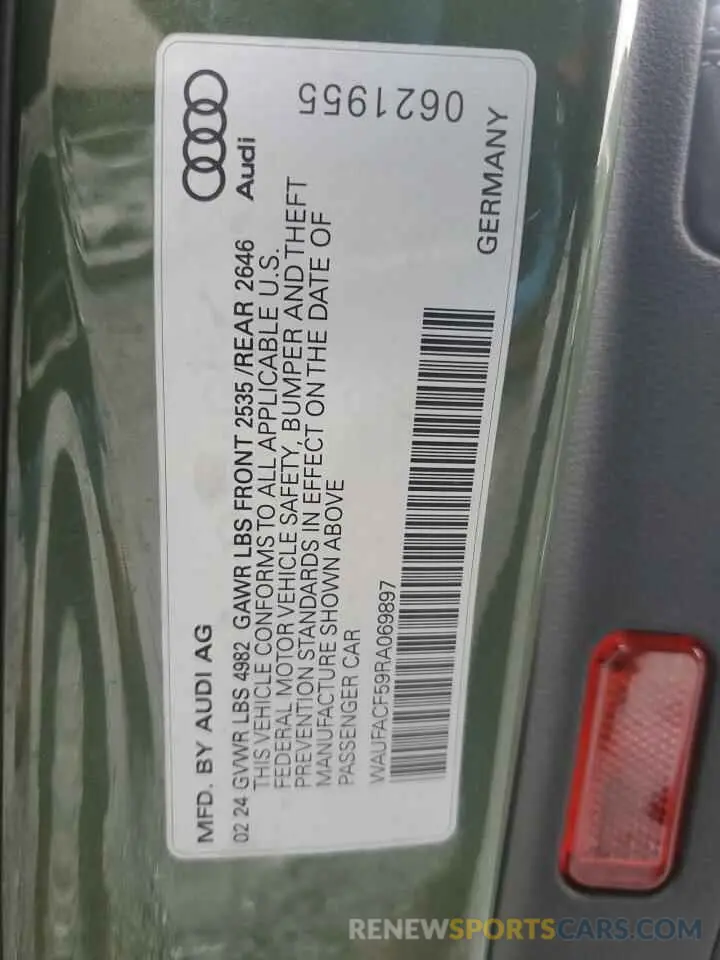 MFD. BY AUDI AG
Audi
02 24 GVWR LBS 4982 GAWR LBS FRONT 2535 /REAR 2646
THIS VEHICLE CONFORMS TO ALL APPLICABLE U.S.
FEDERAL MOTOR VEHICLE SAFETY, BUMPER AND THEFT
PREVENTION STANDARDS IN EFFECT ON THE DATE OF
MANUFACTURE SHOWN ABOVE
PASSENGER CAR
0621955
WAUFACF59RA069897
GERMANY
RENEWSPORTSCARS.COM